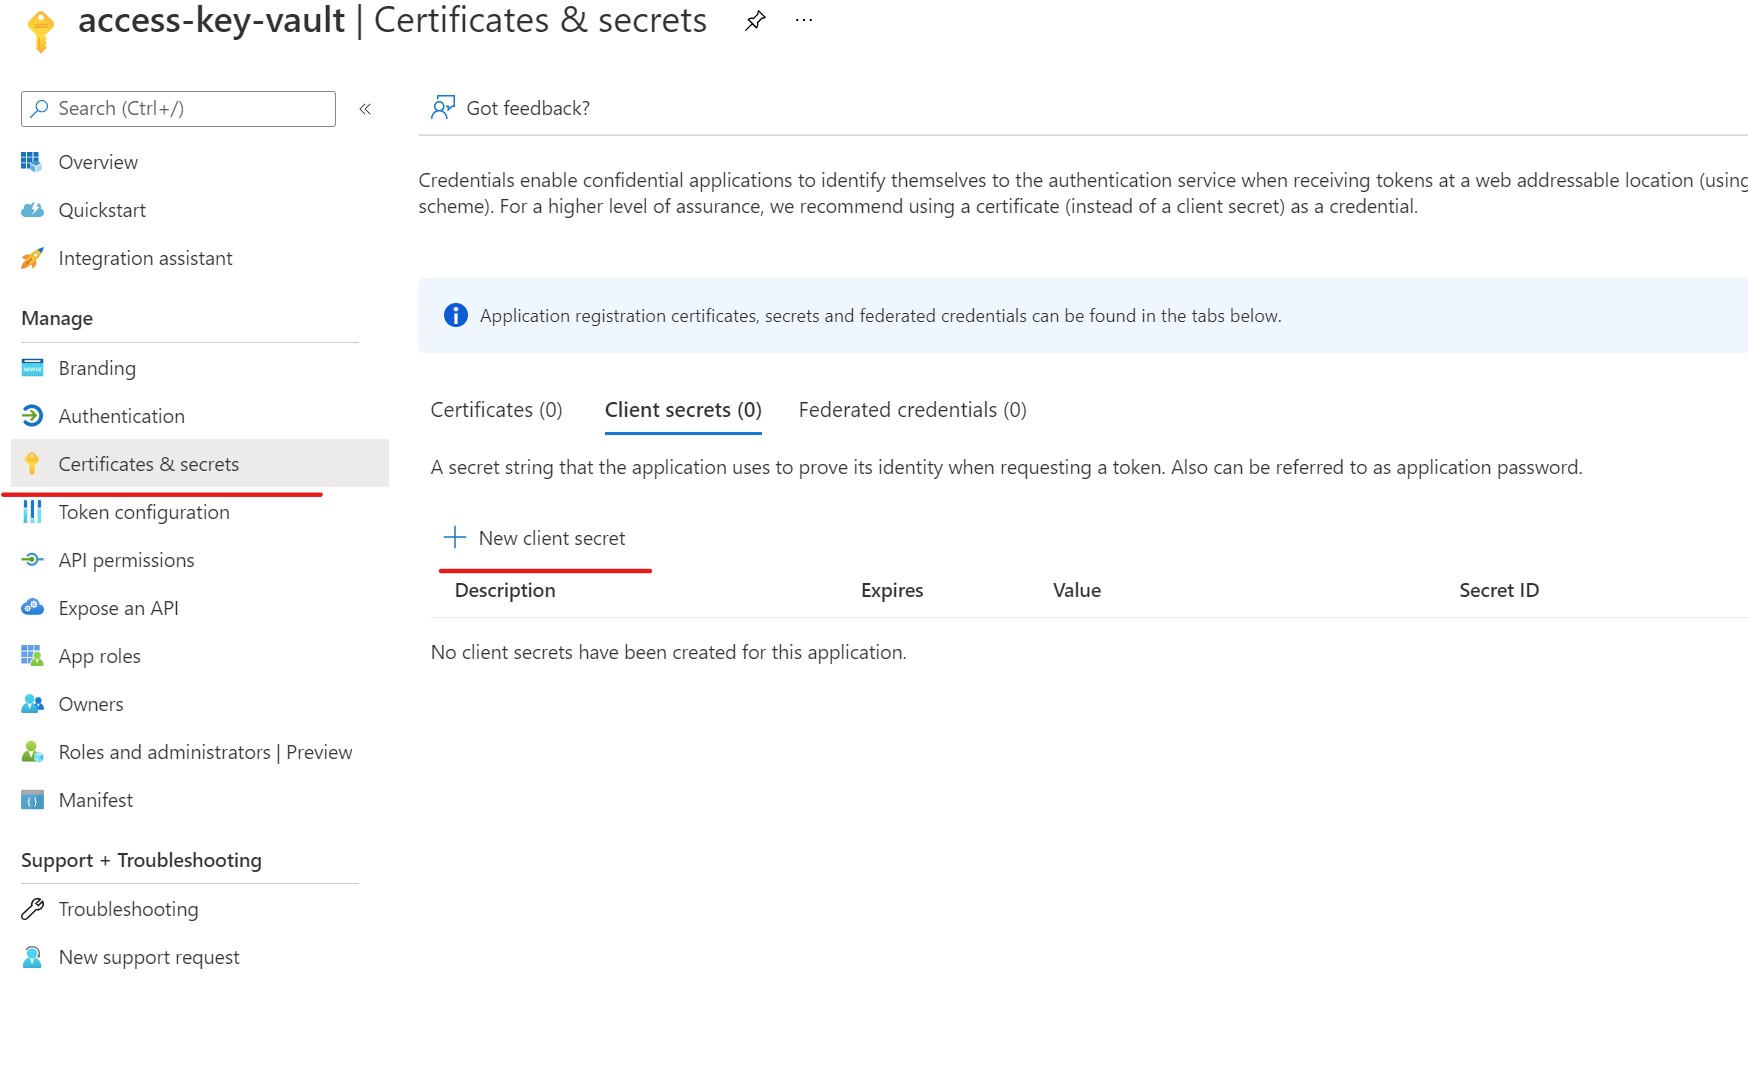 access-key-vault | Certificates & secrets ...
Search (Ctrl+/)
«
Overview
Quickstart
Integration assistant
Manage
Branding
Authentication
Certificates & secrets
Token configuration
API permissions
Expose an API
App roles
Owners
Roles and administrators | Preview
Manifest
Support + Troubleshooting
Troubleshooting
New support request
Got feedback?
Credentials enable confidential applications to identify themselves to the authentication service when receiving tokens at a web addressable location (using
scheme). For a higher level of assurance, we recommend using a certificate (instead of a client secret) as a credential.
Application registration certificates, secrets and federated credentials can be found in the tabs below.
Certificates (0) Client secrets (0) Federated credentials (0)
A secret string that the application uses to prove its identity when requesting a token. Also can be referred to as application password.
New client secret
Description Expires Value Secret ID
No client secrets have been created for this application.